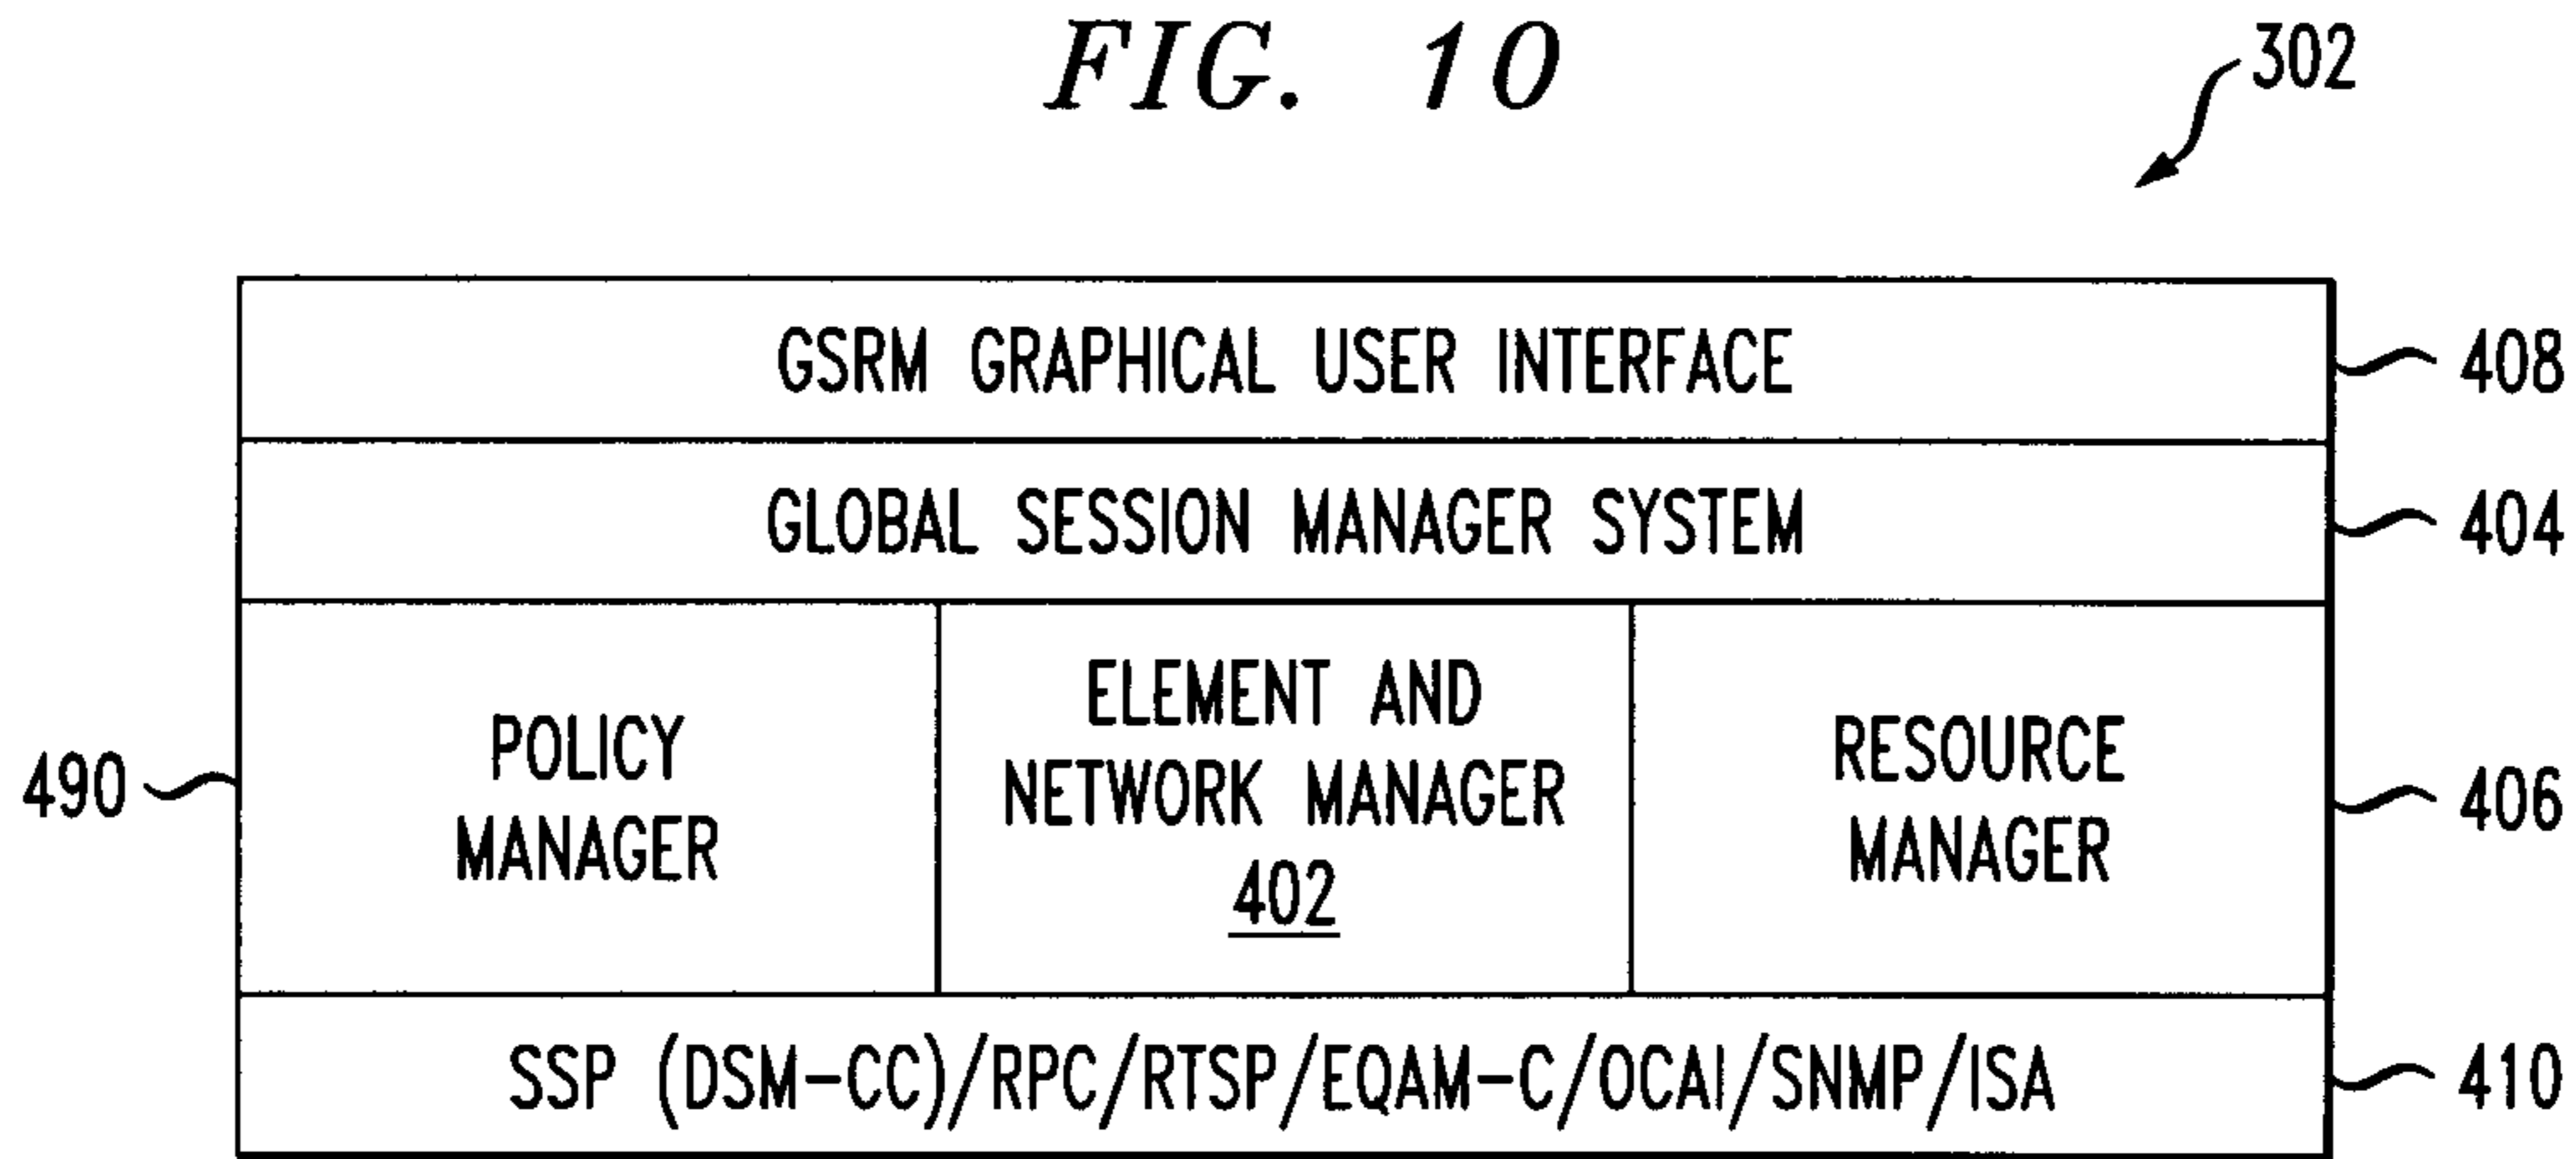 FIG. 10
302
GSRM GRAPHICAL USER INTERFACE
408
GLOBAL SESSION MANAGER SYSTEM
404
490
POLICY
MANAGER
ELEMENT AND
NETWORK MANAGER
402
RESOURCE
MANAGER
406
SSP (DSM-CC)/RPC/RTSP/EQAM-C/OCAI/SNMP/ISA
410